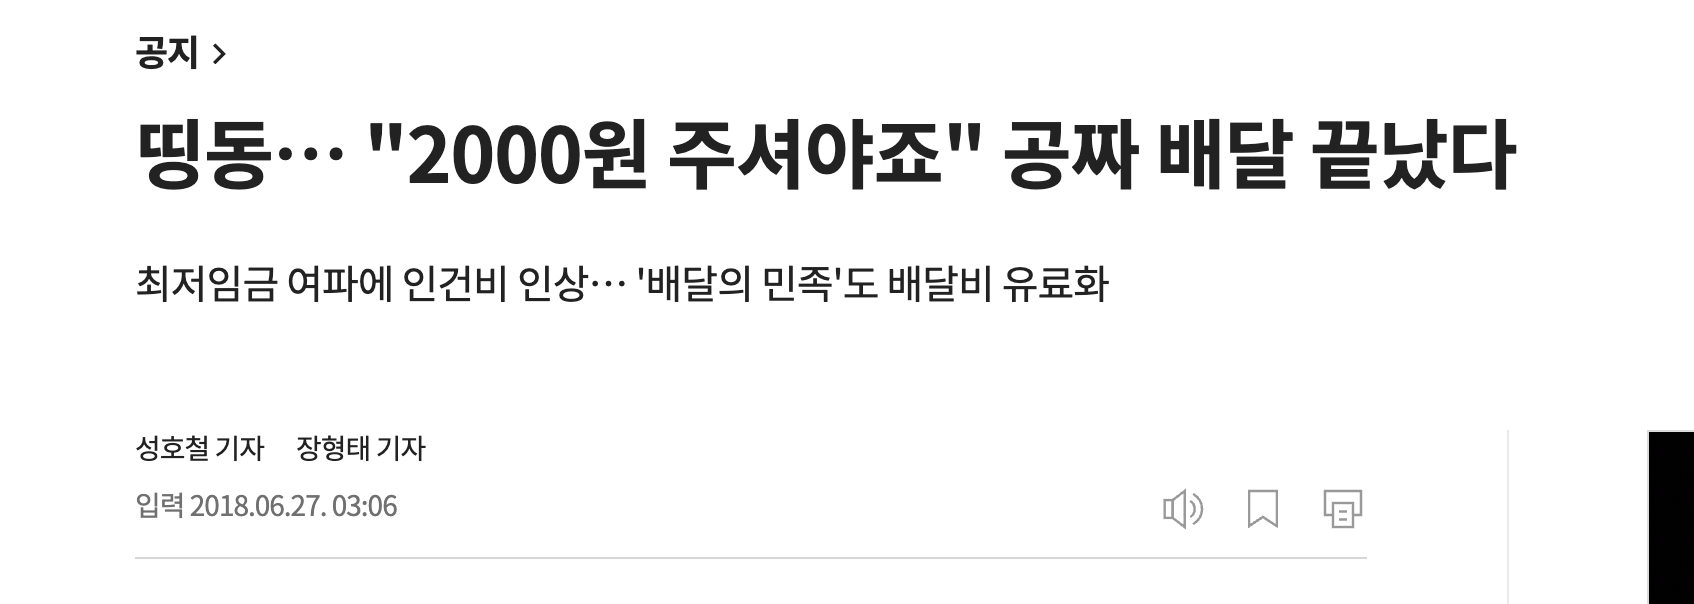 공지 >
띵동… "2000원 주셔야죠" 공짜 배달 끝났다
최저임금 여파에 인건비 인상… '배달의 민족'도 배달비 유료화
성호철 기자 장형태 기자
입력 2018.06.27. 03:06